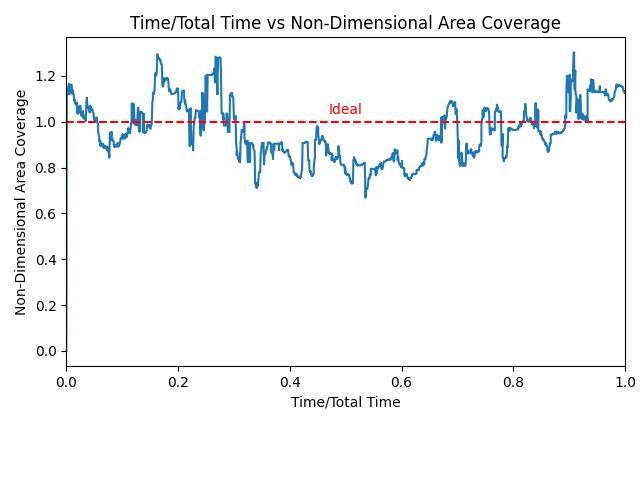 Time/Total Time vs Non-Dimensional Area Coverage
Non-Dimensional Area Coverage
1.2
1.0
0.8
0.6
0.4
0.2
0.0
Ideal
0.0 0.2 0.4 0.6 0.8 1.0
Time/Total Time